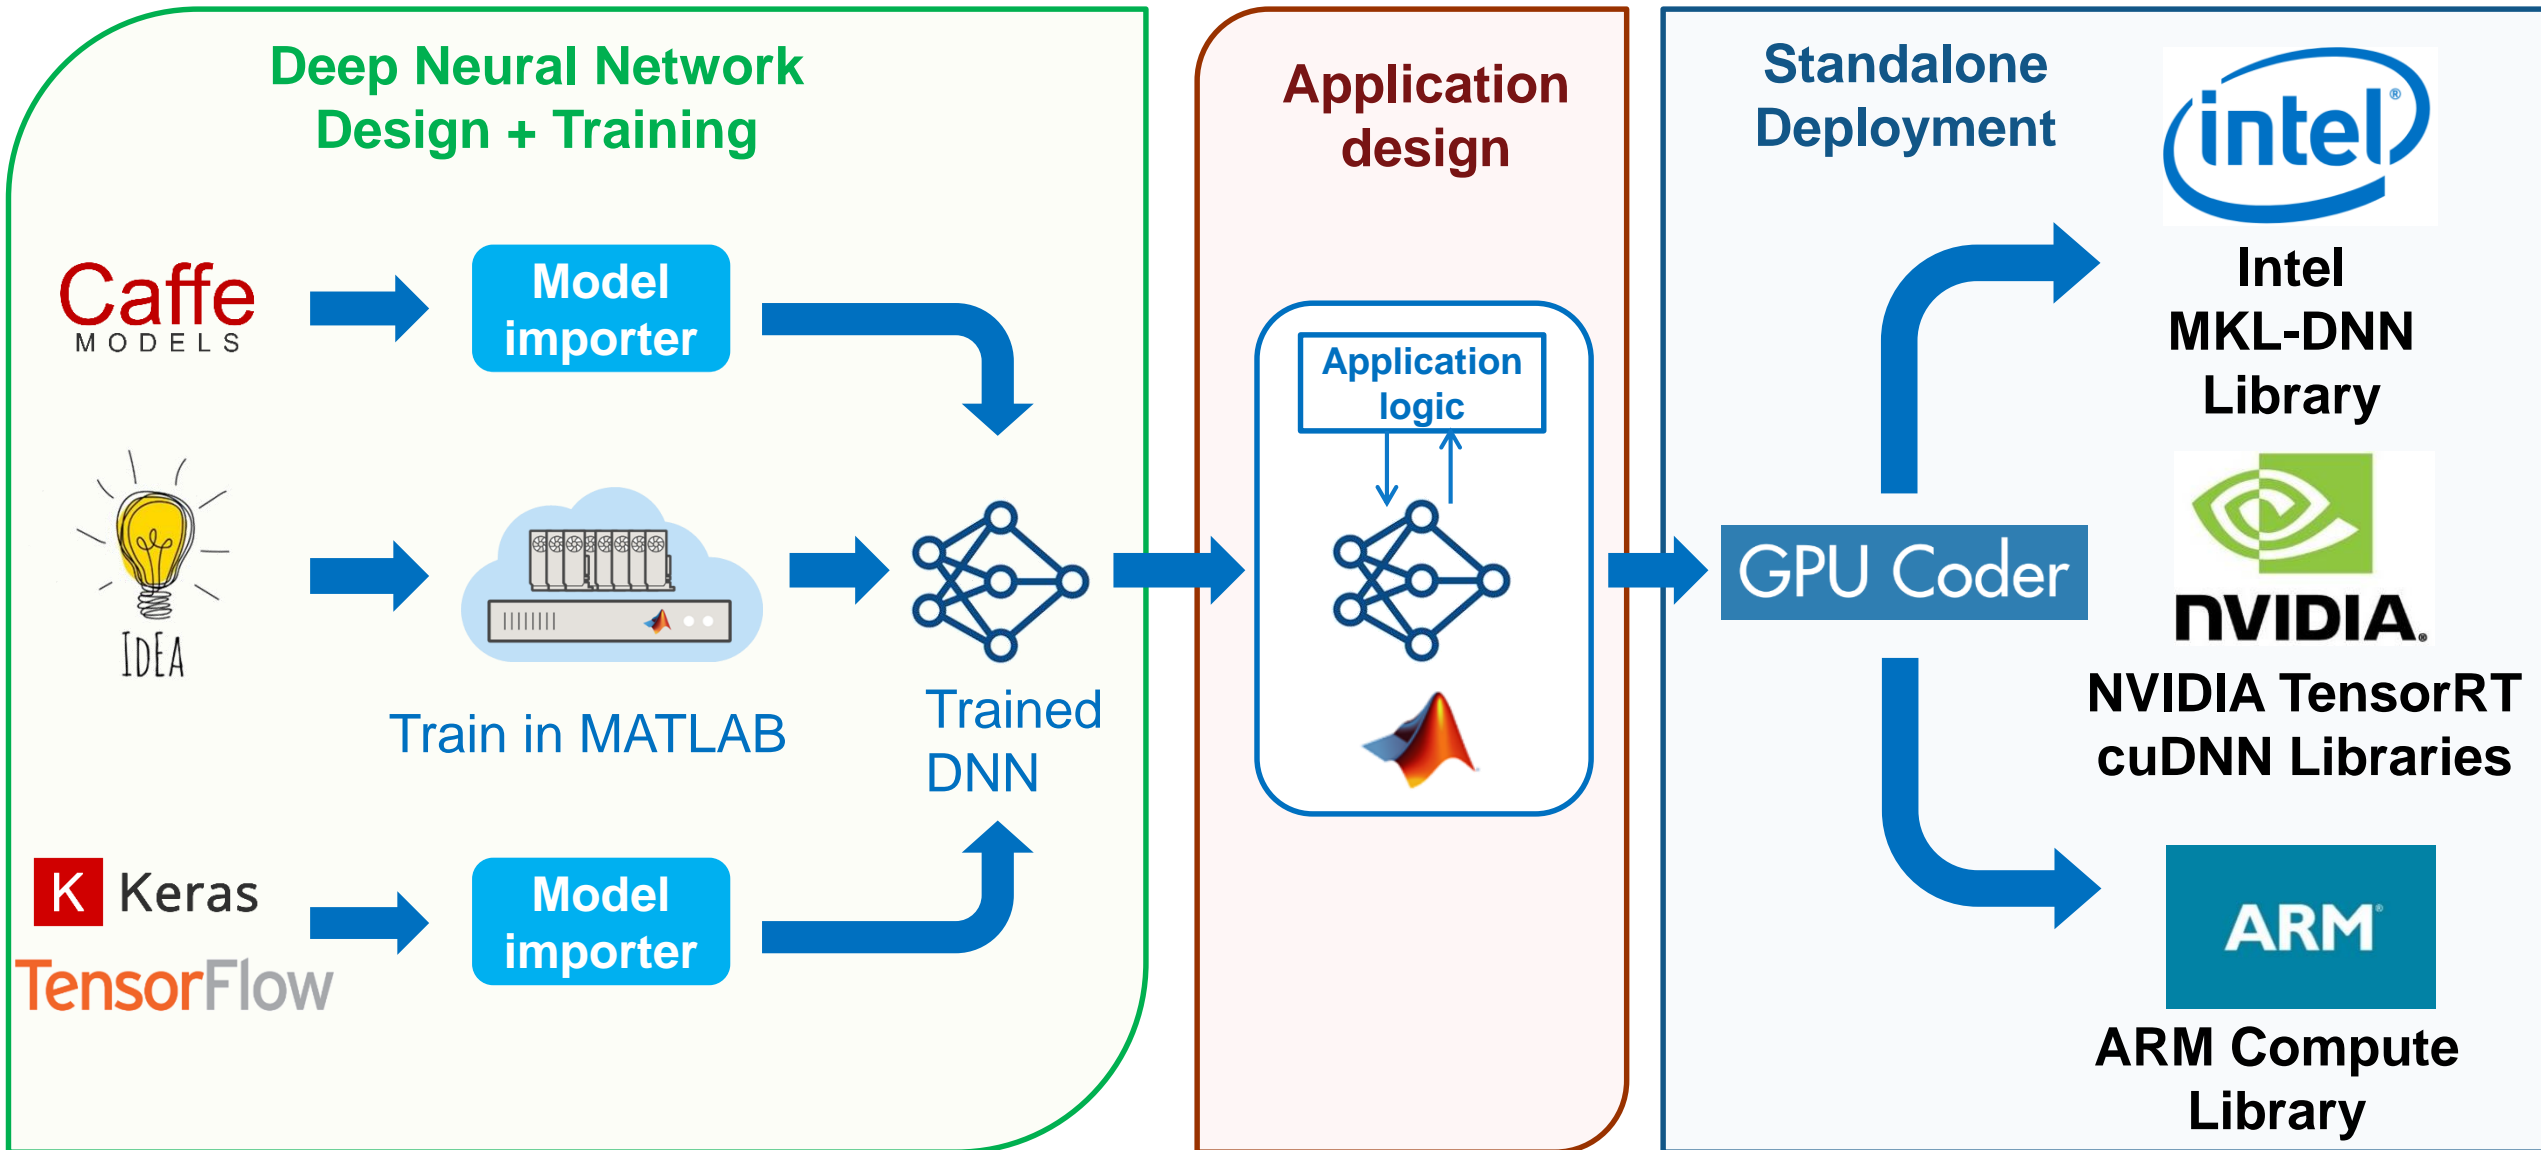 Deep Neural Network
Design + Training
Caffe
MODELS
Model
importer
IDEA
Train in MATLAB
Trained
DNN
K Keras
TensorFlow
Model
importer
Application
design
Application
logic
Standalone
Deployment
GPU Coder
intel®
Intel
MKL-DNN
Library
NVIDIA®
NVIDIA TensorRT
cuDNN Libraries
ARM®
ARM Compute
Library